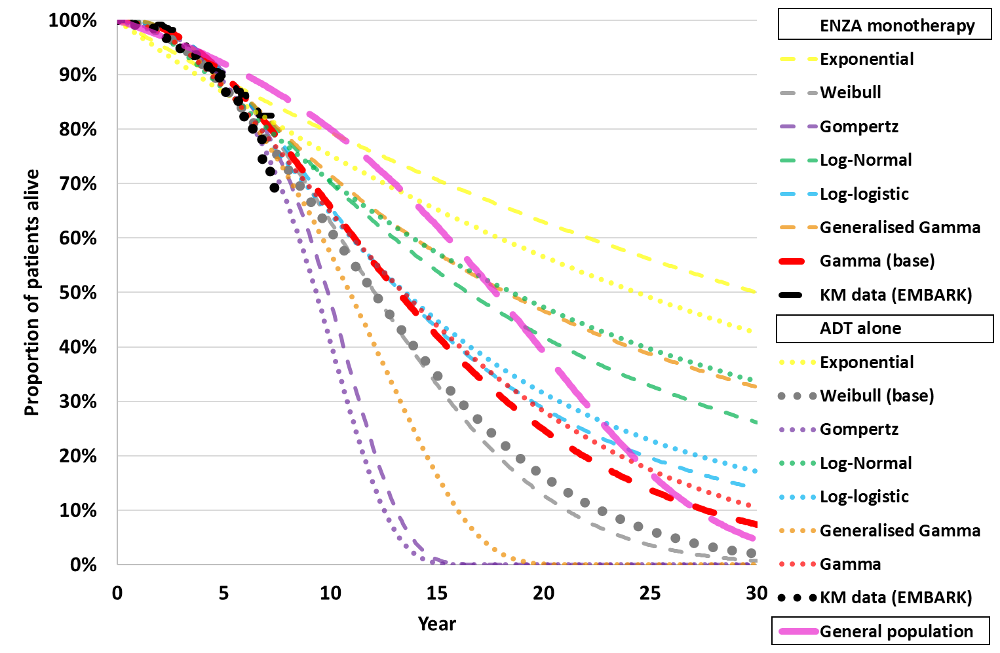 100%
90%
80%
70%
60%
50%
40%
30%
20%
10%
0%
Proportion of patients alive
0 5 10 15 20 25 30
Year
ENZA monotherapy
Exponential
Weibull
Gompertz
Log-Normal
Log-logistic
Generalised Gamma
Gamma (base)
KM data (EMBARK)
ADT alone
Exponential
Weibull (base)
Gompertz
Log-Normal
Log-logistic
Generalised Gamma
Gamma
KM data (EMBARK)
General population